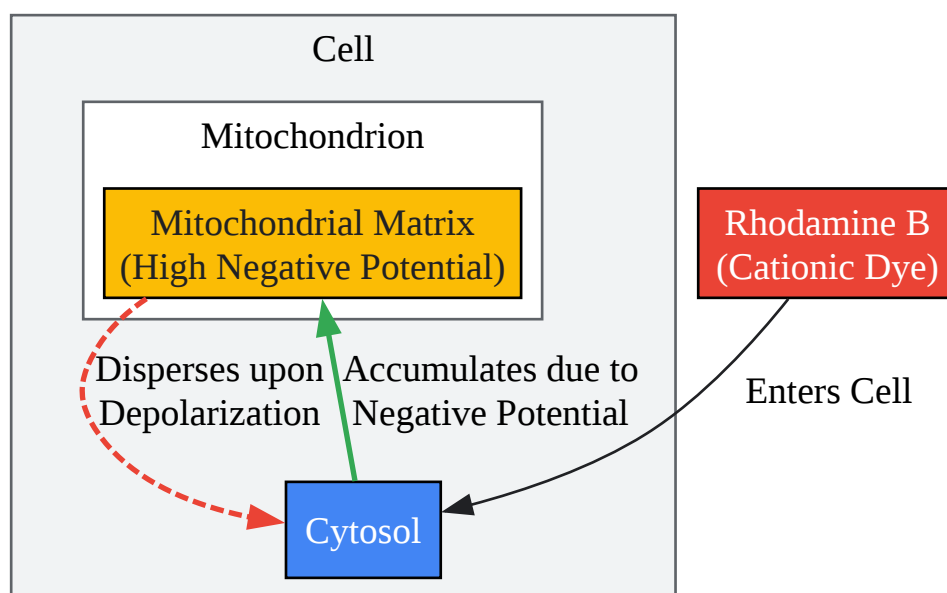 Cell
Mitochondrion
Mitochondrial Matrix
(High Negative Potential)
Rhodamine B
(Cationic Dye)
Disperses upon
Depolarization
Accumulates due to
Negative Potential
Enters Cell
Cytosol